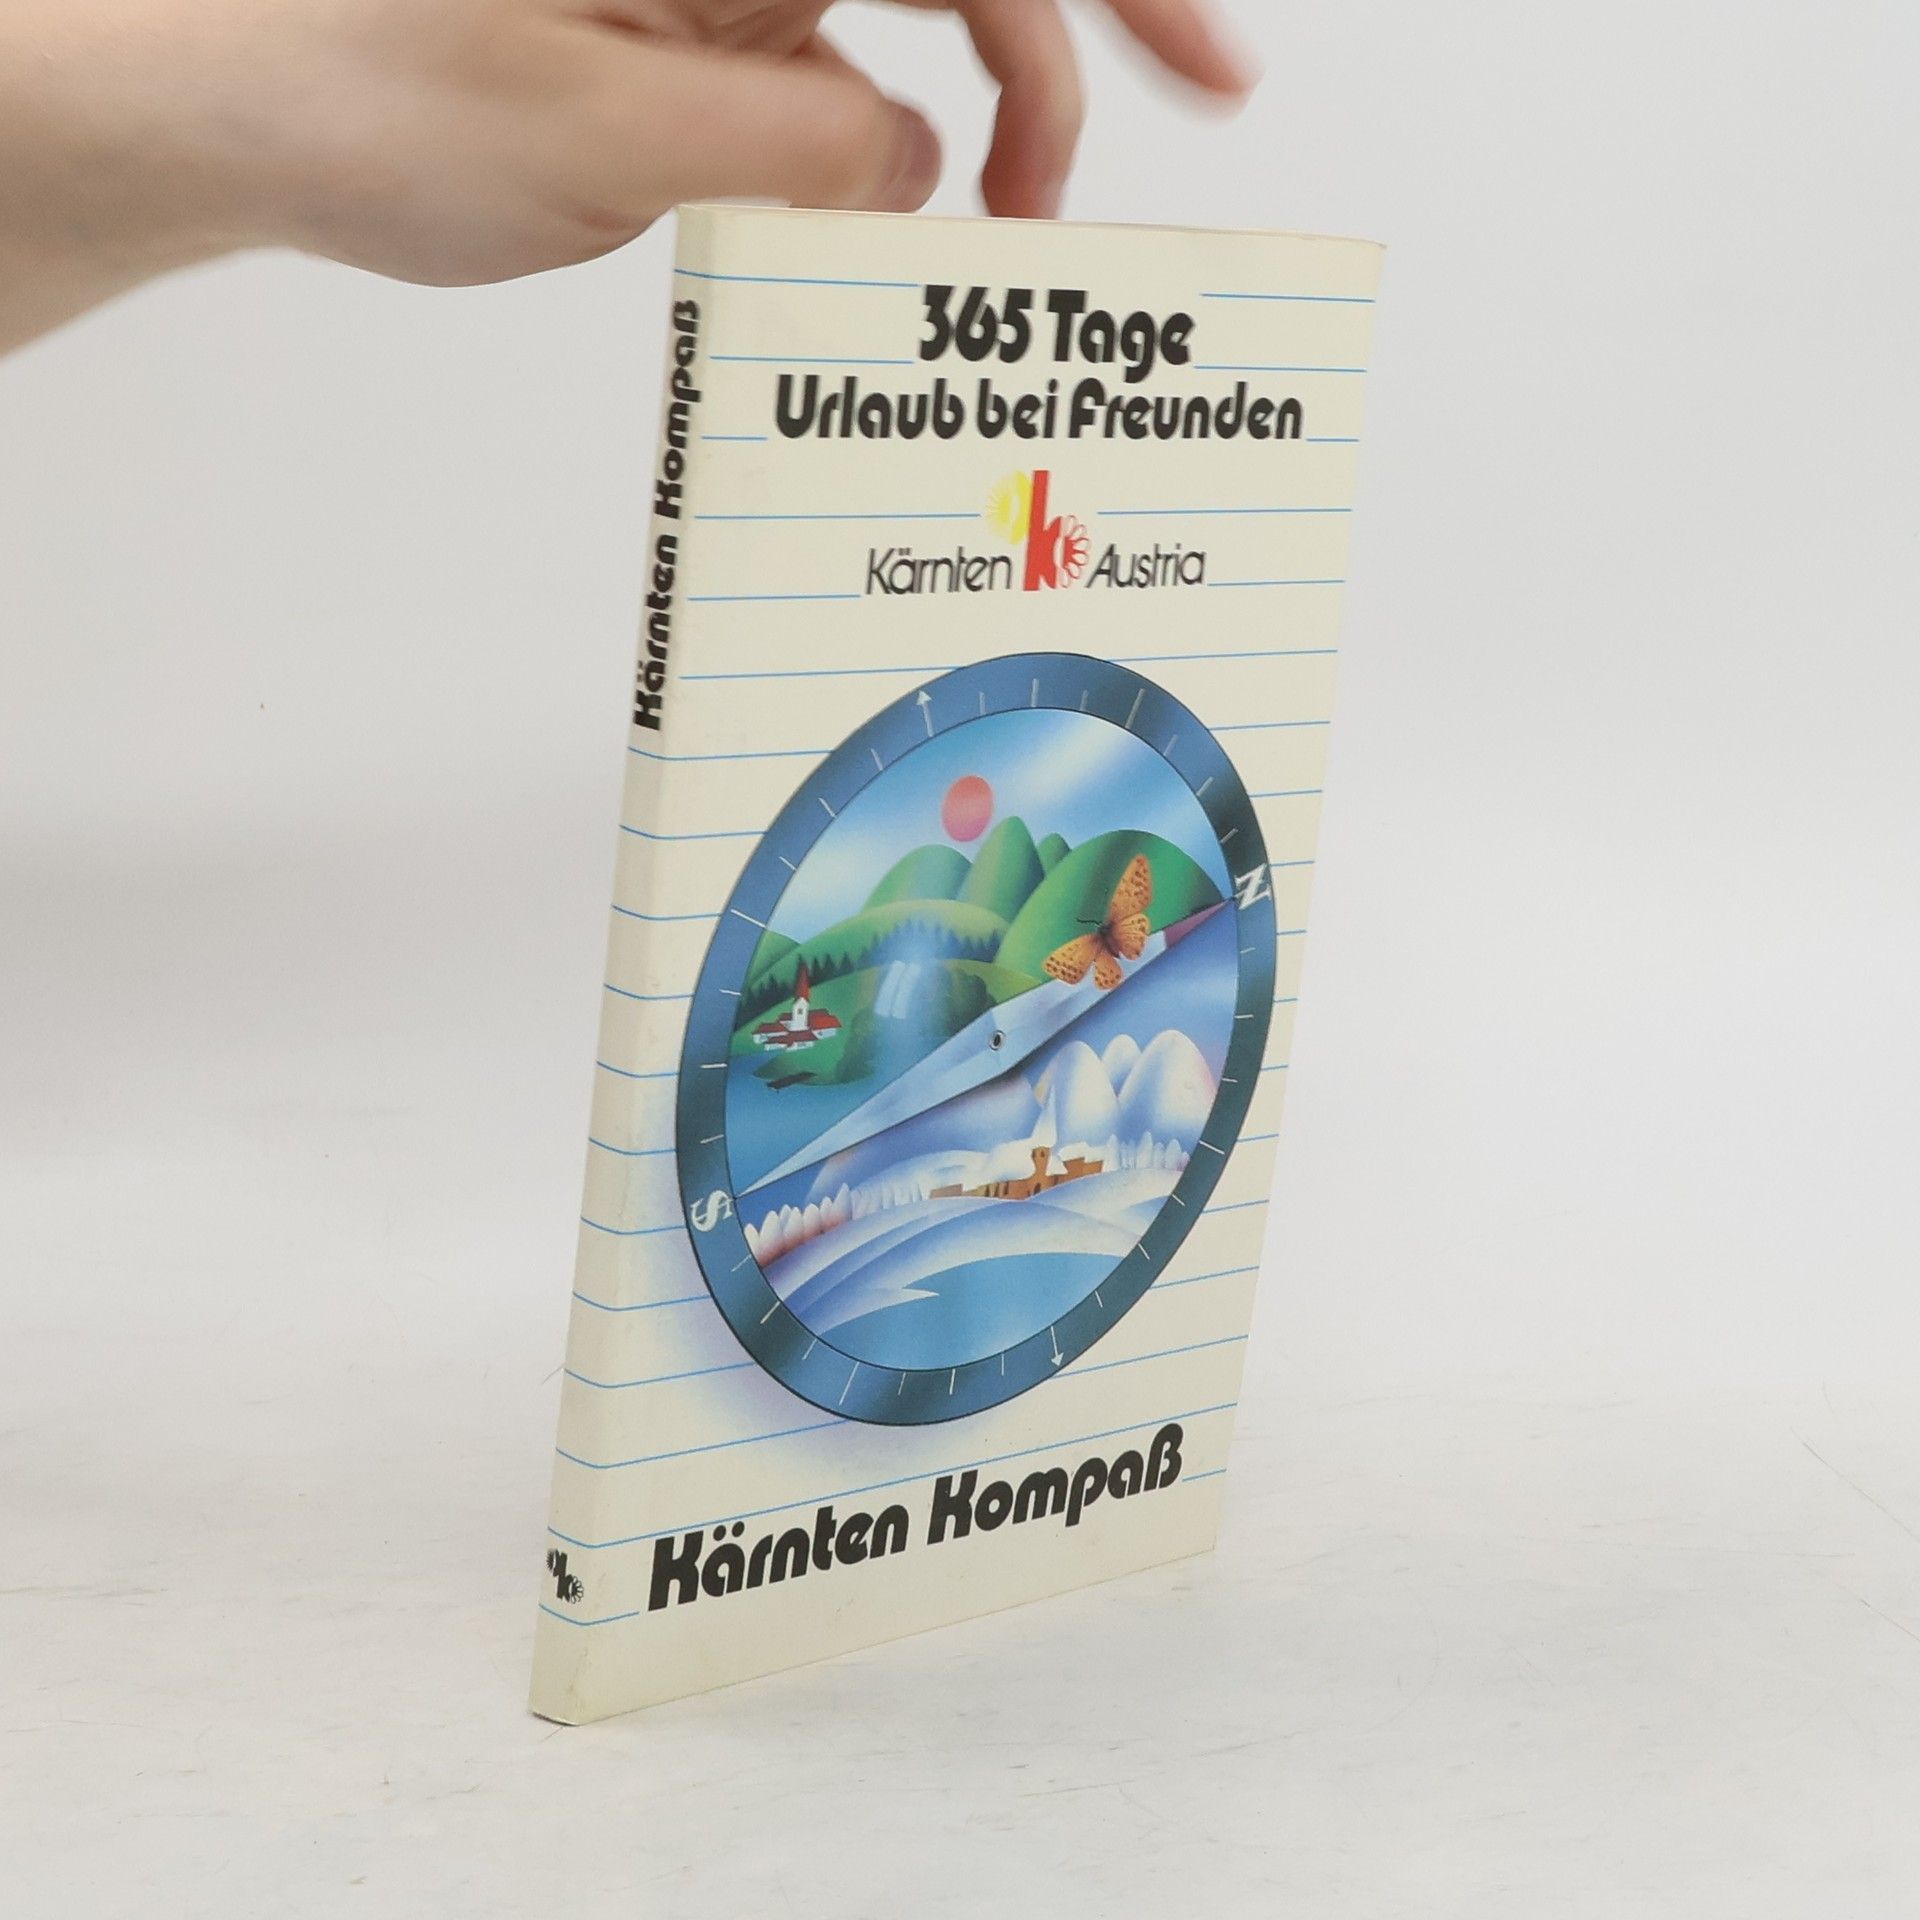 365 Tage
Urlaub bei Freunden
Kärnten k Austria
N
S
Kärnten Kompaß
Kärnten Kompaß
k